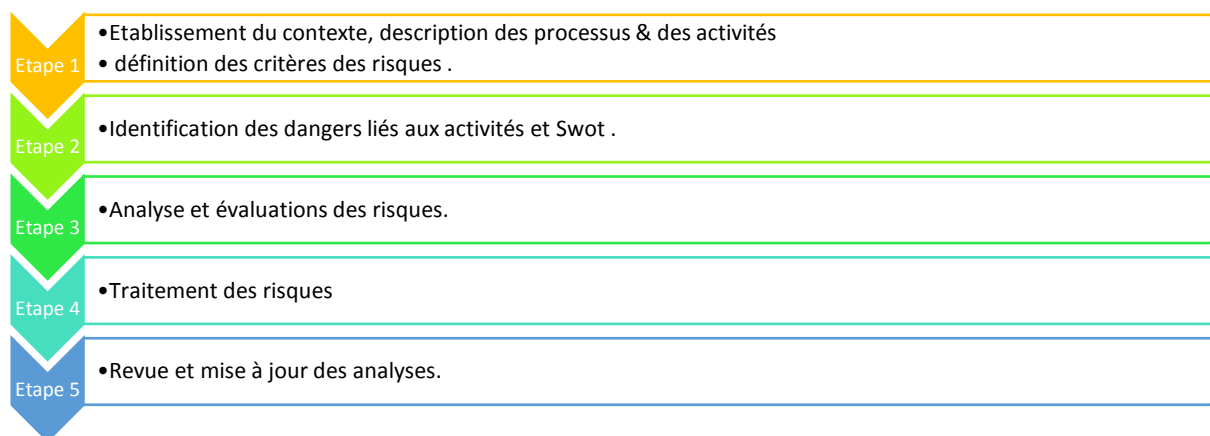 •Etablissement du contexte, description des processus & des activités
Etape 1
• définition des critères des risques .
Etape 2
•Identification des dangers liés aux activités et Swot .
Etape 3
•Analyse et évaluations des risques.
Etape 4
•Traitement des risques
Etape 5
•Revue et mise à jour des analyses.